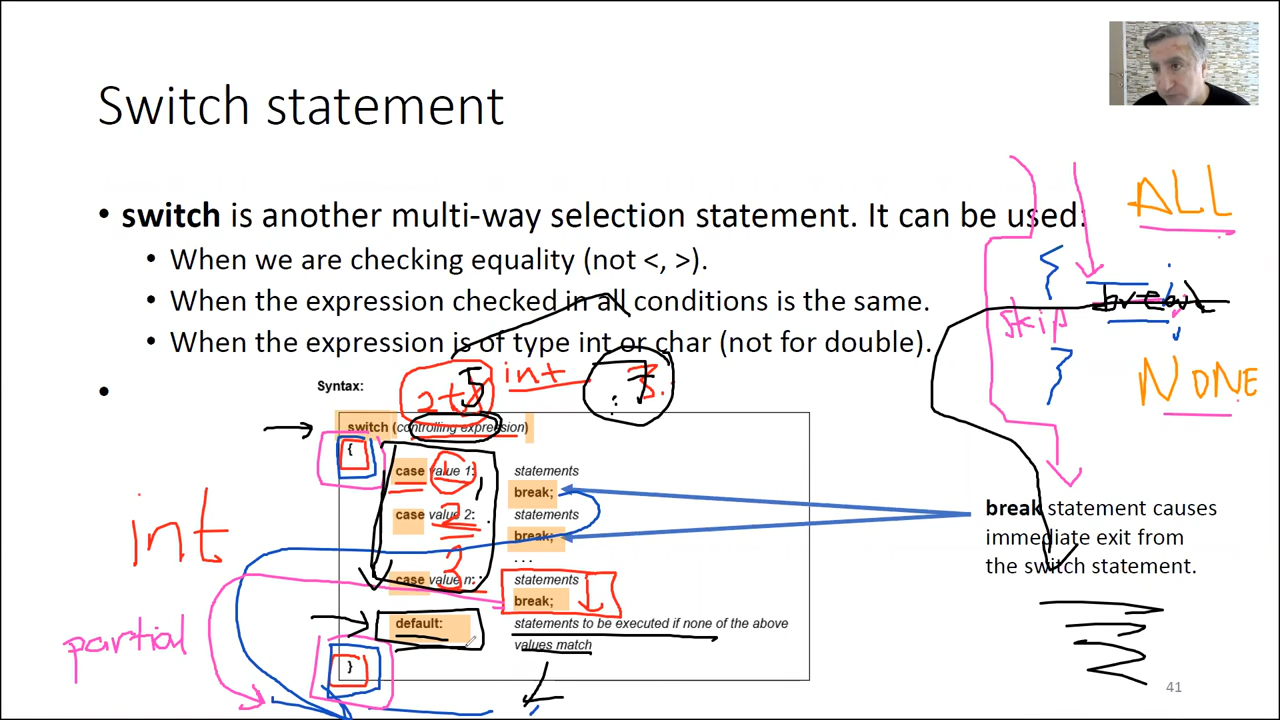 Switch statement
• switch is another multi-way selection statement. It can be used:
• When we are checking equality (not <, >).
• When the expression checked in all conditions is the same.
• When the expression is of type int or char (not for double).
•
Syntax:
switch (controlling expression)
{
case value 1: statements
break;
case value 2: statements
break;
...
case value n: statements
break;
default: statements to be executed if none of the above
values match
}
break statement causes
immediate exit from
the switch statement.
41
int
int
partial
1
2
3
5
7
ALL
{
break;
skip
}
NONE